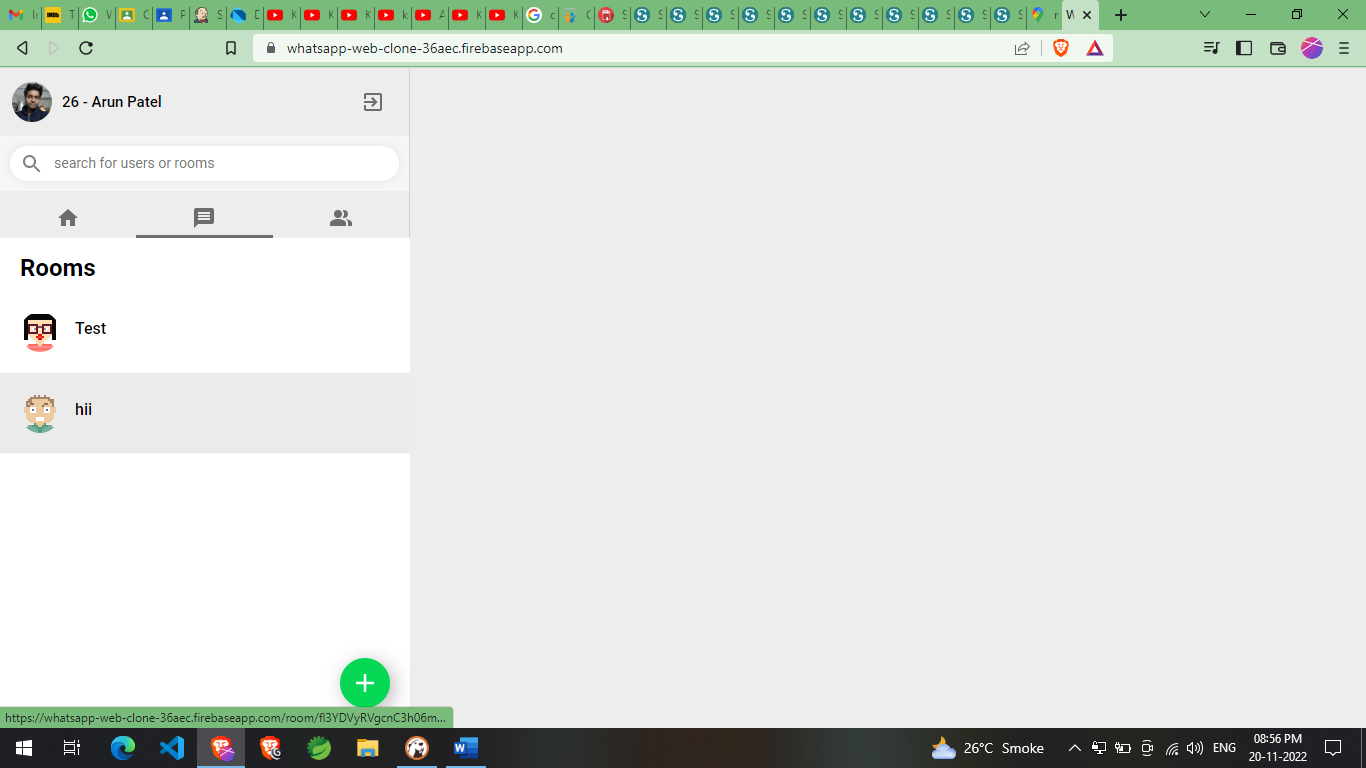 whatsapp-web-clone-36aec.firebaseapp.com
26 - Arun Patel
search for users or rooms
Rooms
Test
hii
https://whatsapp-web-clone-36aec.firebaseapp.com/room/fl3YDVyRVgcnC3h06m...
26°C Smoke
ENG
08:56 PM
20-11-2022